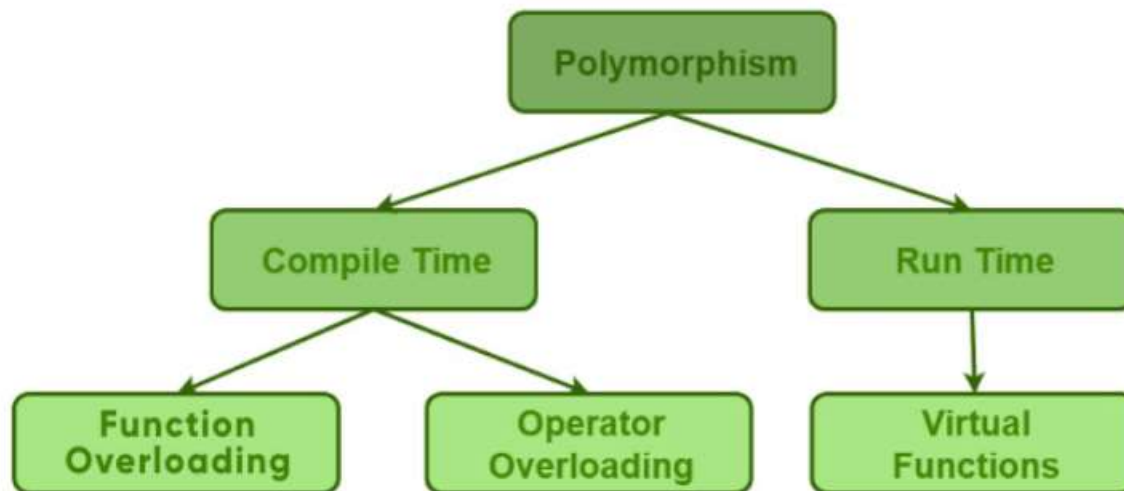 Polymorphism
Compile Time
Run Time
Function
Overloading
Operator
Overloading
Virtual
Functions